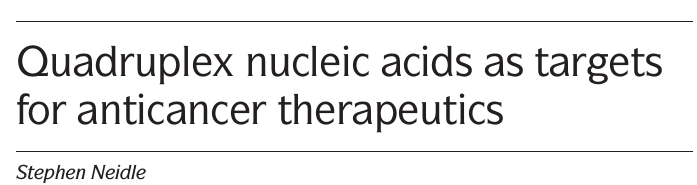 Quadruplex nucleic acids as targets
for anticancer therapeutics
Stephen Neidle